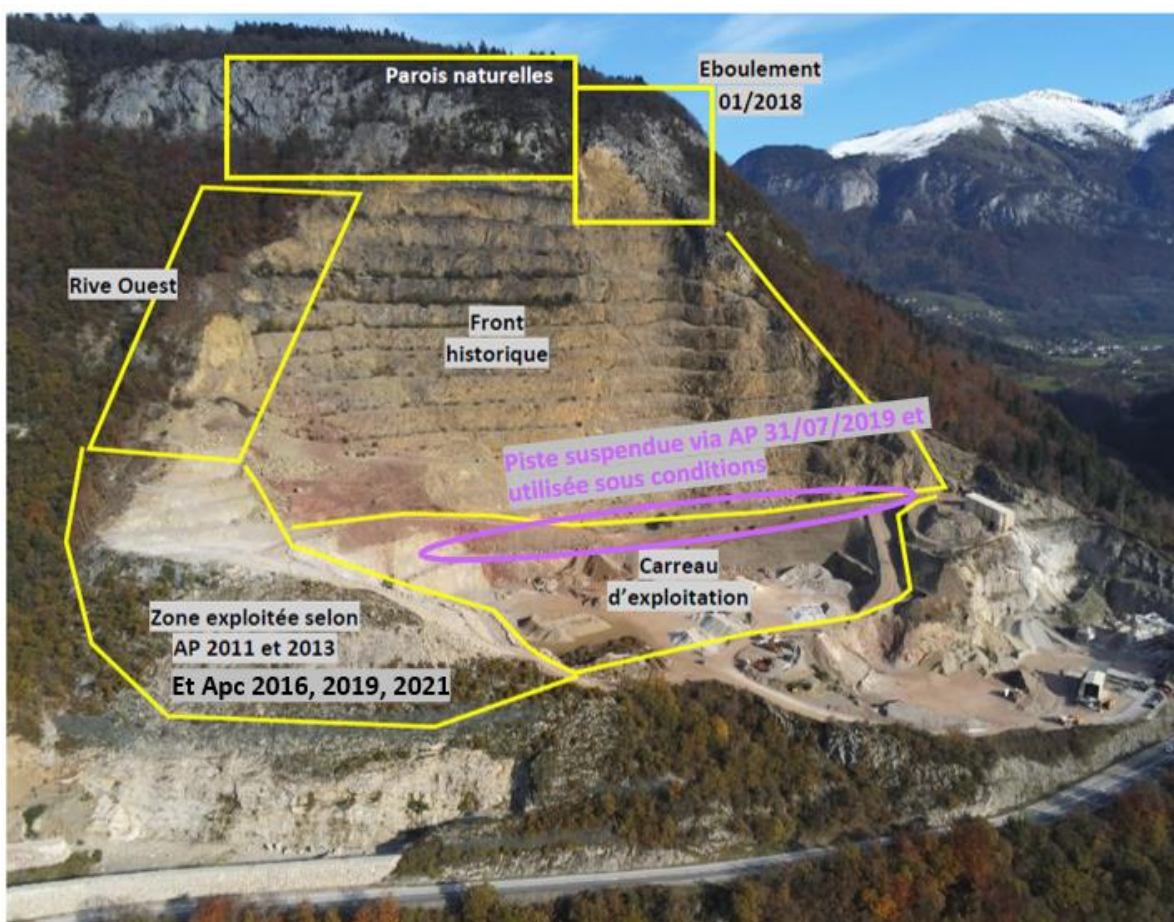 Parois naturelles
Eboulement
01/2018
Rive Ouest
Front
historique
Piste suspendue via AP 31/07/2019 et
utilisée sous conditions
Carreau
d'exploitation
Zone exploitée selon
AP 2011 et 2013
Et Apc 2016, 2019, 2021